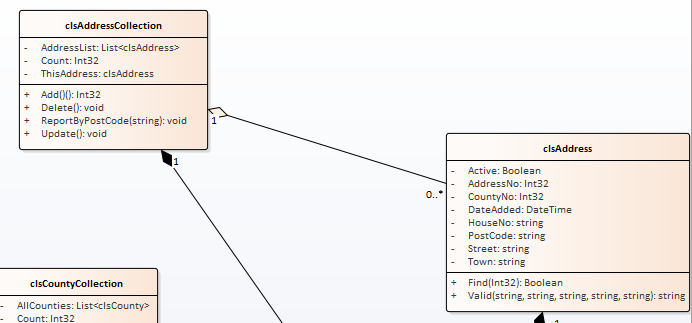 clsAddressCollection
- AddressList: List<clsAddress>
- Count: Int32
- ThisAddress: clsAddress
+ Add()(): Int32
+ Delete(): void
+ ReportByPostCode(string): void
+ Update(): void
1
1
0..*
clsAddress
- Active: Boolean
- AddressNo: Int32
- CountyNo: Int32
- DateAdded: DateTime
- HouseNo: string
- PostCode: string
- Street: string
- Town: string
+ Find(Int32): Boolean
+ Valid(string, string, string, string, string): string
1
clsCountyCollection
- AllCounties: List<clsCounty>
- Count: Int32